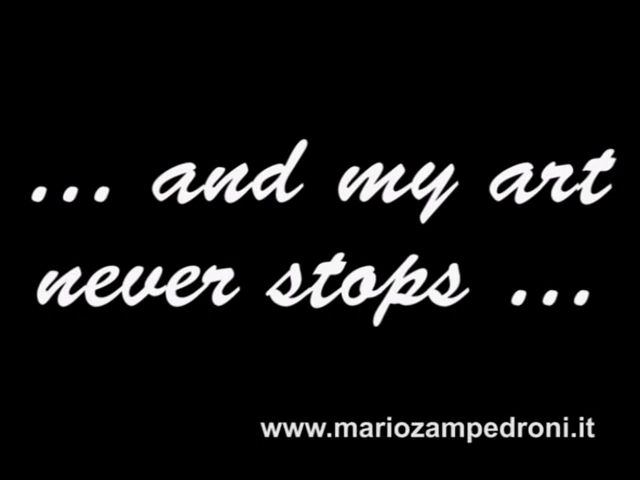 ... and my art
never stops ...
www.mariozampedroni.it